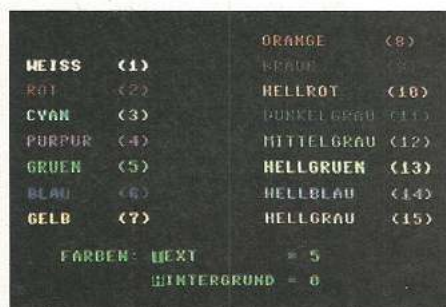 ORANGE (8)
BRAUN (9)
WEISS (1)
HELLROT (10)
ROT (2)
DUNKELGRAU (11)
CYAN (3)
MITTELGRAU (12)
PURPUR (4)
HELLGRUEN (13)
GRUEN (5)
HELLBLAU (14)
BLAU (6)
HELLGRAU (15)
GELB (7)
FARBEN: TEXT = 5
HINTERGRUND = 0